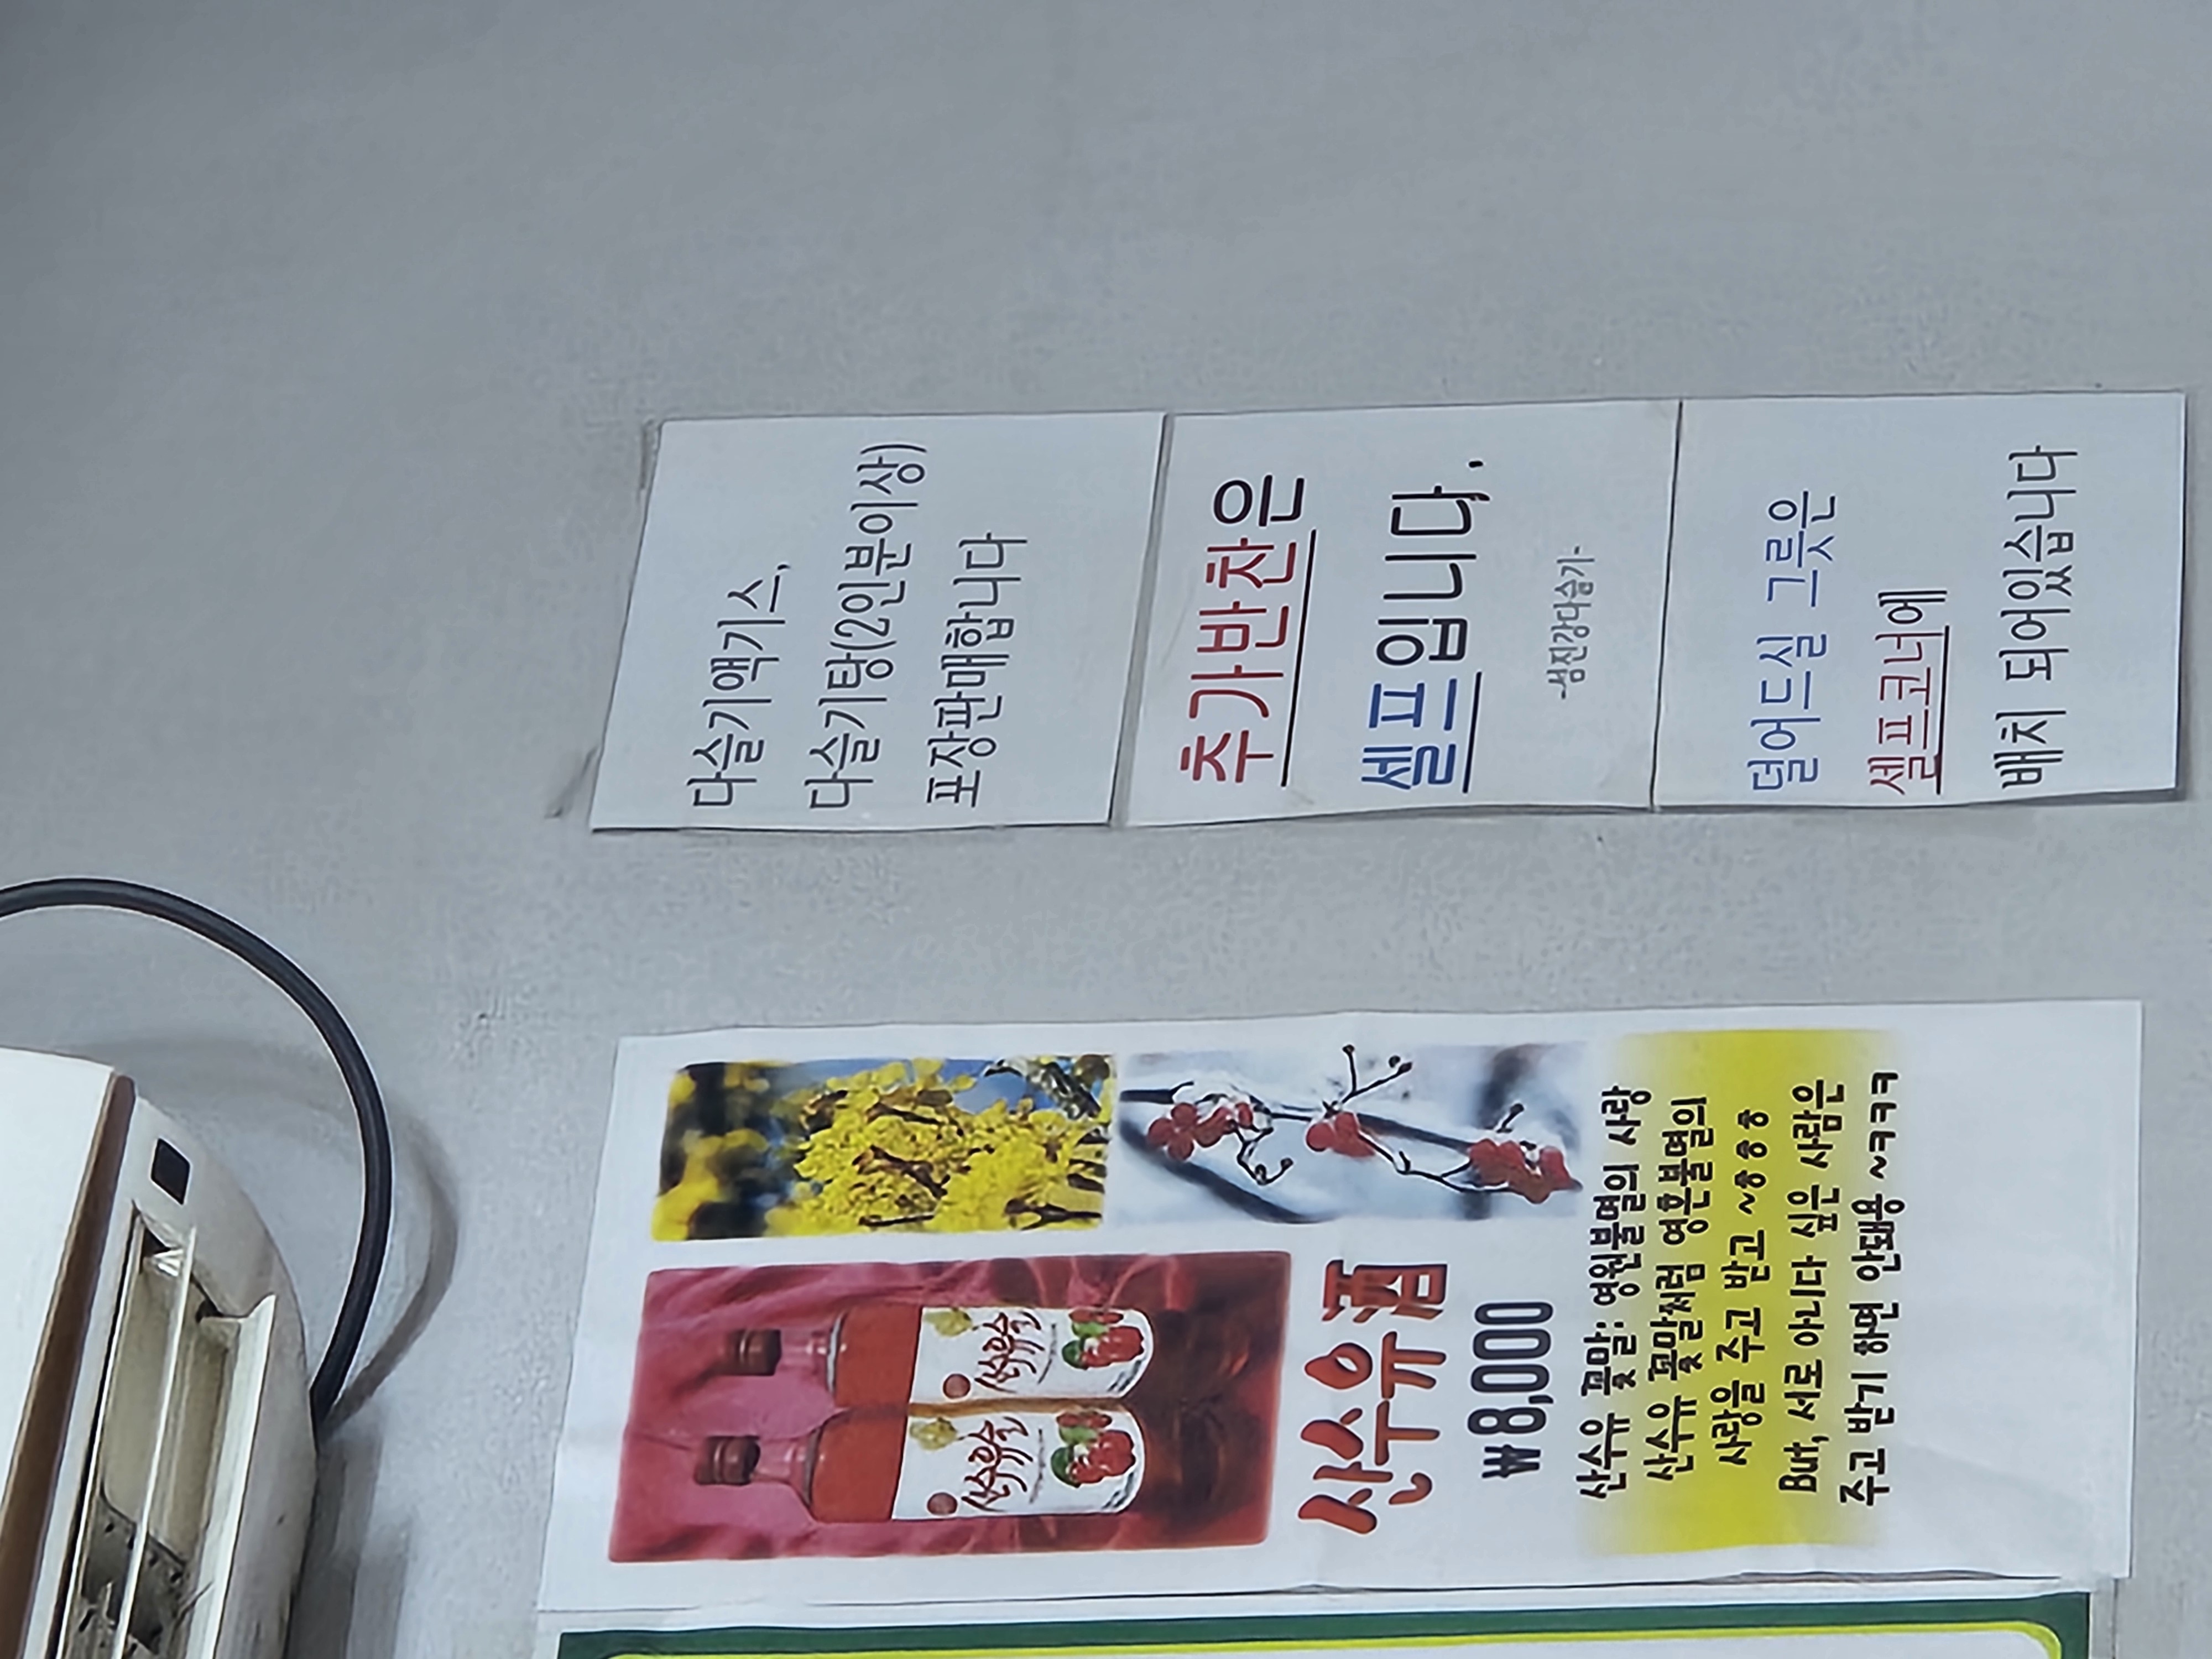 다슬기액기스,
다슬기탕(2인분이상)
포장판매합니다
추가반찬은
셀프입니다.
-섬진강다슬기-
덜어드실 그릇은
셀프코너에
배치 되어있습니다
산수유
산수유
산수유 酒
₩8,000
산수유 꽃말: 영원불멸의 사랑
산수유 꽃말처럼 영혼불멸의
사랑을 주고 받고 ~ㅎㅎㅎ
But, 서로 아니다 싶은 사람은
주고 받기 하면 안돼용 ~ㅋㅋㅋ